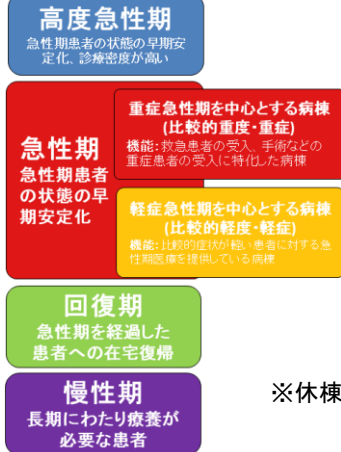 高度急性期
急性期患者の状態の早期安
定化、診療密度が高い
急性期
急性期患者
の状態の早
期安定化
重症急性期を中心とする病棟
(比較的重度・重症)
機能:救急患者の受入、手術などの
重症患者の受入に特化した病棟
軽症急性期を中心とする病棟
(比較的軽度・軽症)
機能:比較的症状が軽い患者に対する急
性期医療を提供している病棟
回復期
急性期を経過した
患者への在宅復帰
慢性期
長期にわたり療養が
必要な患者
※休棟